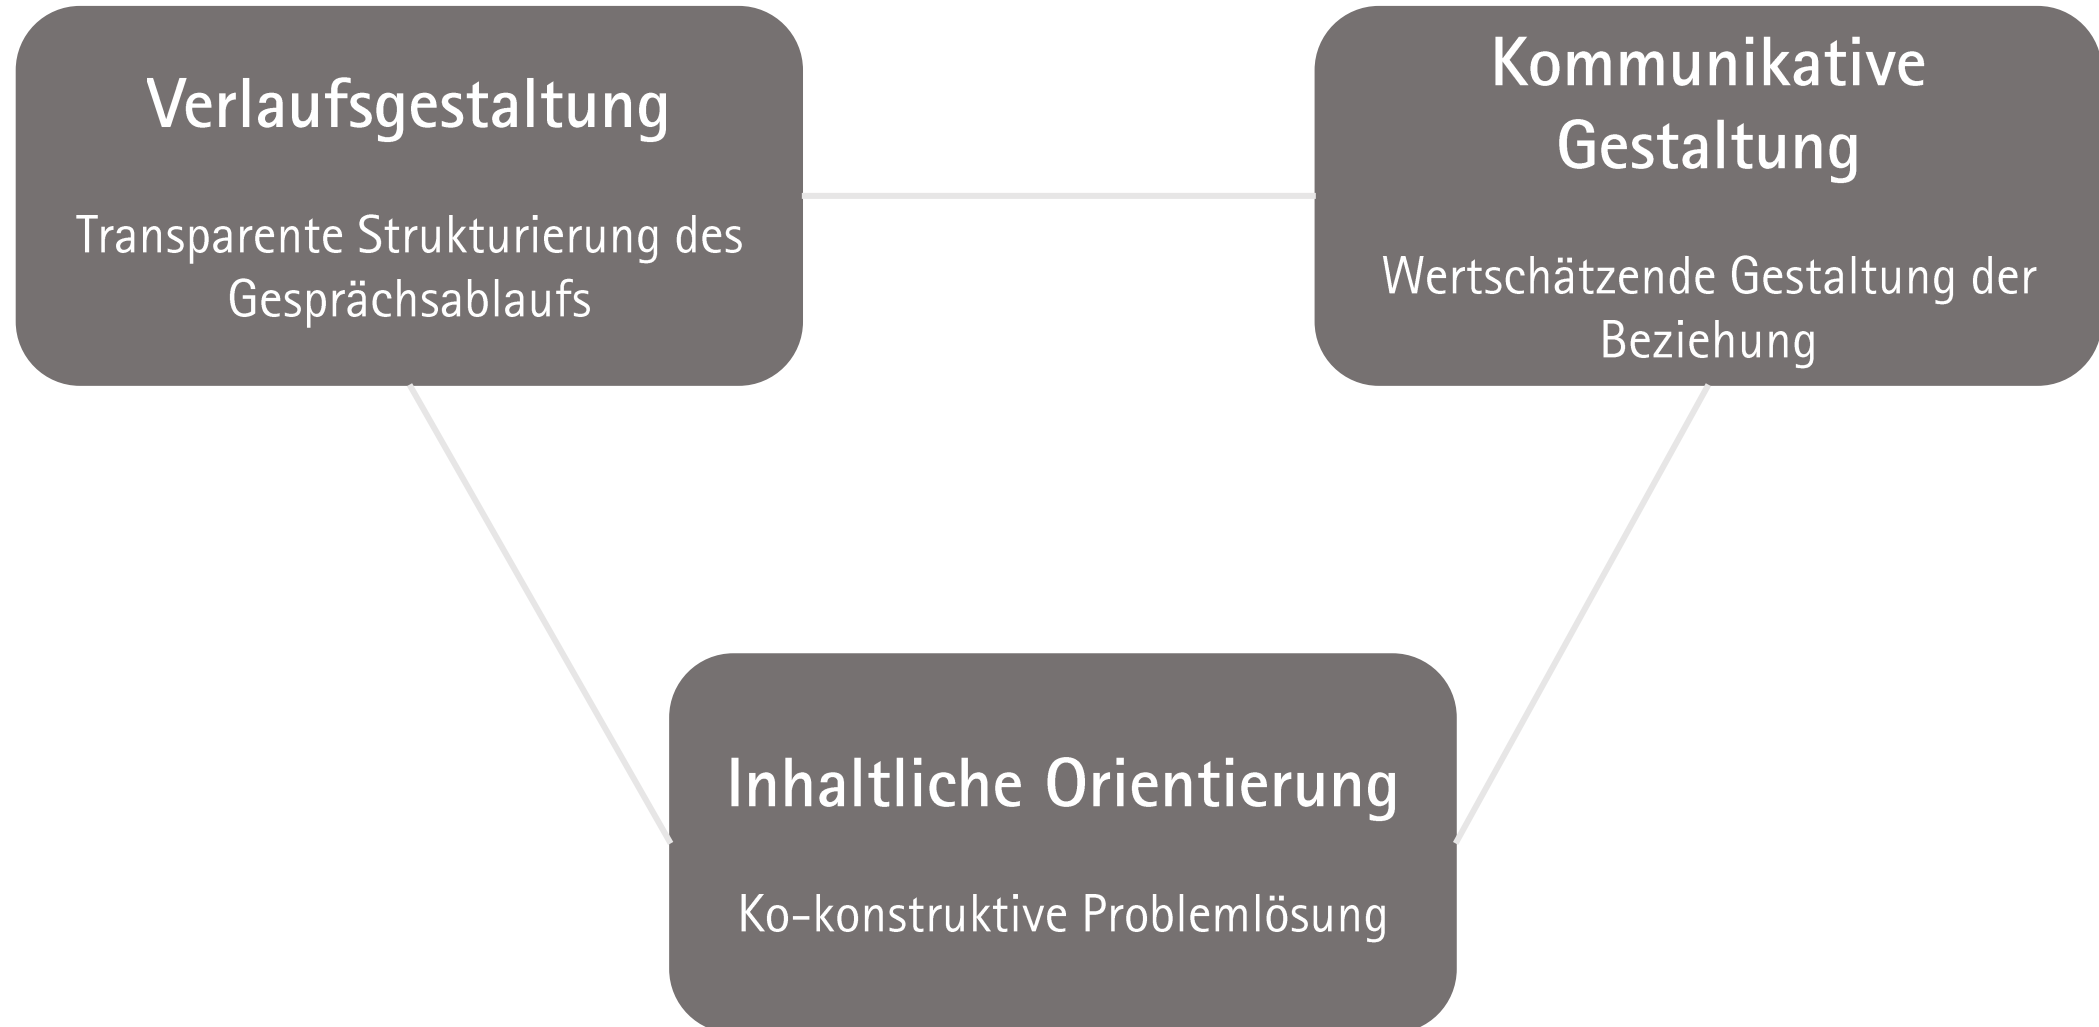 Verlaufsgestaltung
Transparente Strukturierung des
Gesprächsablaufs
Kommunikative
Gestaltung
Wertschätzende Gestaltung der
Beziehung
Inhaltliche Orientierung
Ko-konstruktive Problemlösung